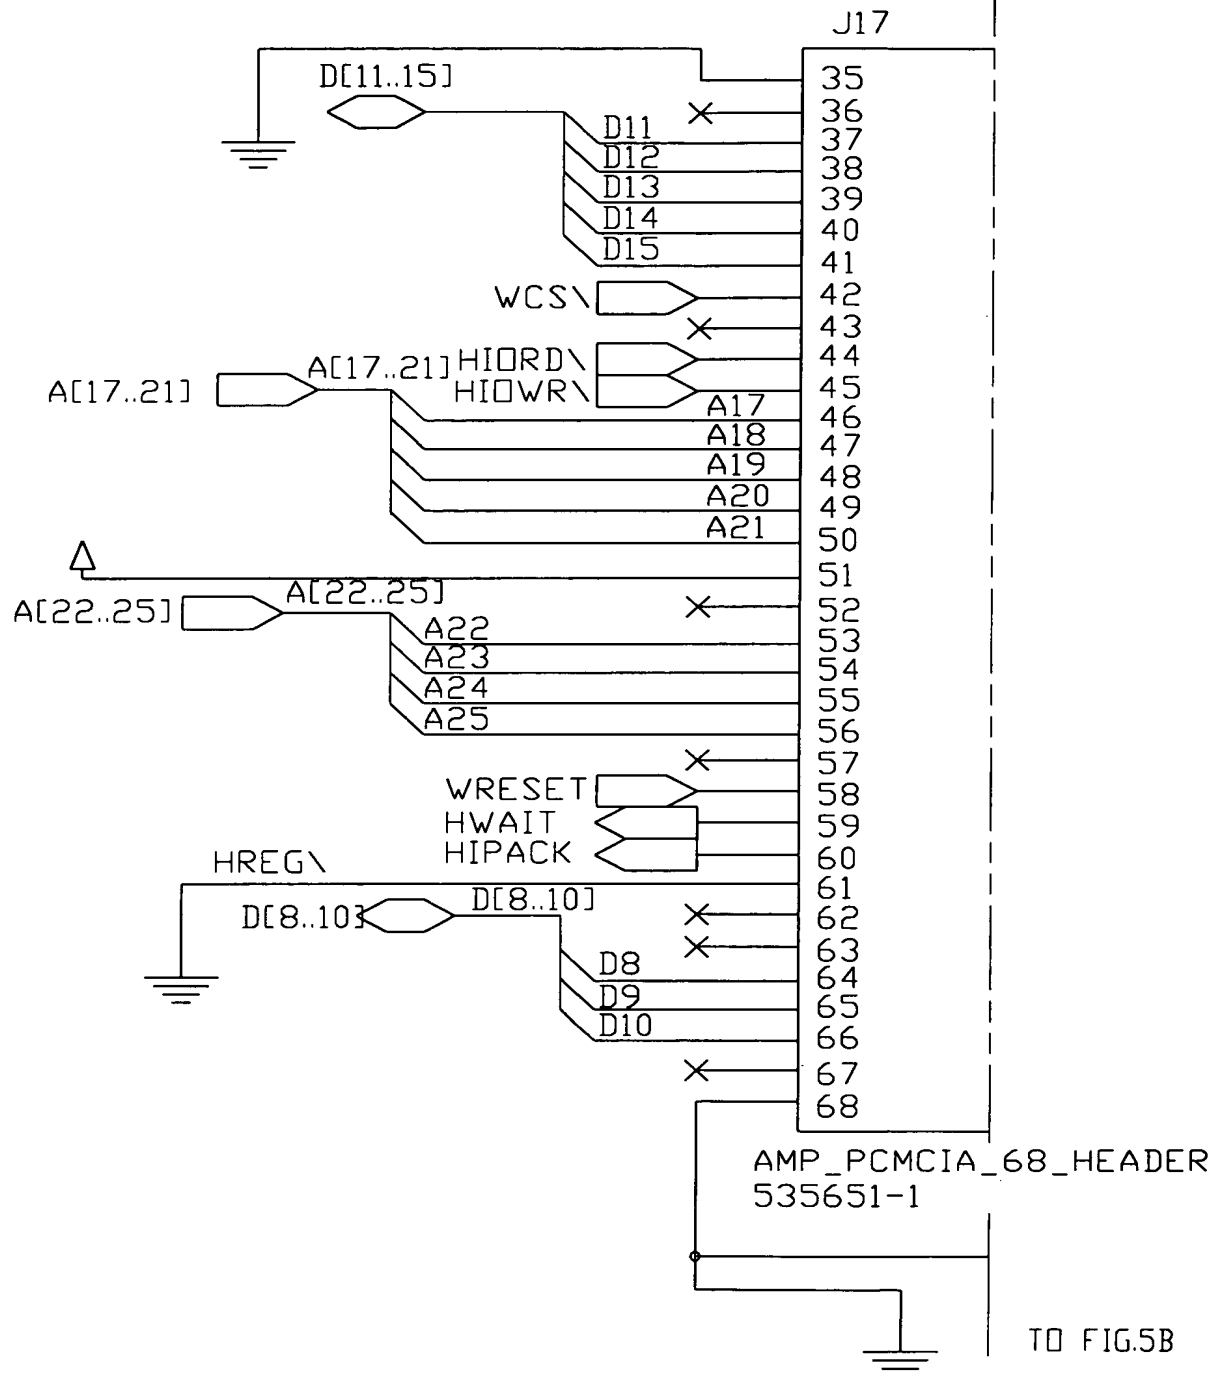 J17
D[11..15]
35
36
D11 37
D12 38
D13 39
D14 40
D15 41
WCS\ 42
43
A[17..21] HIORD\ 44
A[17..21] HIOWR\ 45
A17 46
A18 47
A19 48
A20 49
A21 50
51
A[22..25] A[22..25] 52
A22 53
A23 54
A24 55
A25 56
57
WRESET 58
HWAIT 59
HIPACK 60
HREG\ 61
D[8..10] D[8..10] 62
63
D8 64
D9 65
D10 66
67
68
AMP_PCMCIA_68_HEADER
535651-1
TO FIG.5B